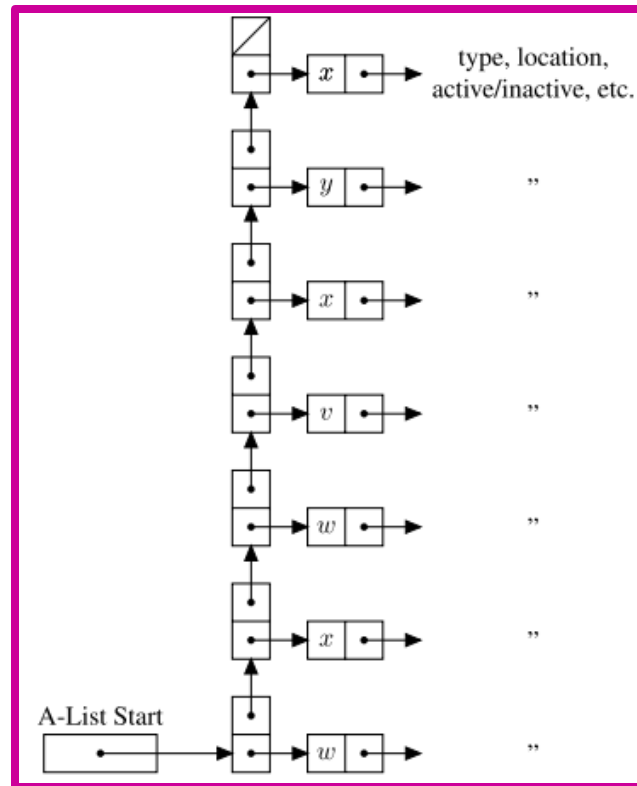 type, location,
x
active/inactive, etc.
y ”
x ”
v ”
w ”
x ”
A-List Start
w ”